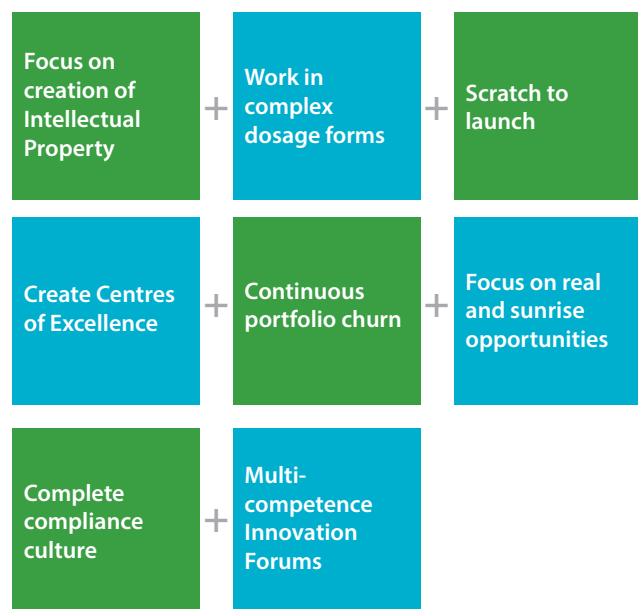 Focus on
creation of
Intellectual
Property
+
Work in
complex
dosage forms
+
Scratch to
launch
Create Centres
of Excellence
+
Continuous
portfolio churn
+
Focus on real
and sunrise
opportunities
Complete
compliance
culture
+
Multi-
competence
Innovation
Forums